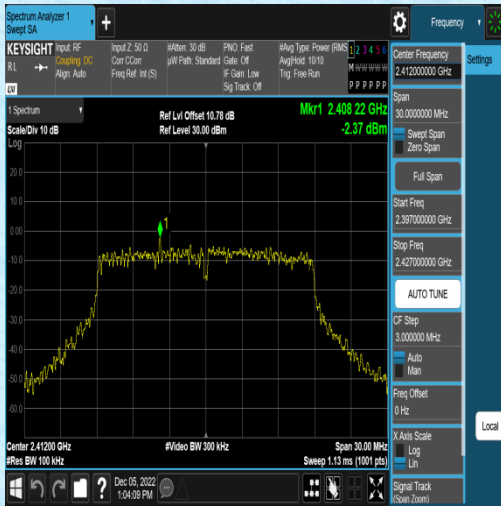 Spectrum Analyzer 1
Swept SA
+
Frequency
KEYSIGHT
Input: RF
Input Z: 50 Ω
#Atten: 30 dB
PNO: Fast
#Avg Type: Power (RMS
1 2 3 4 5 6
RL
Coupling: DC
Corr CCorr
µW Path: Standard
Gate: Off
Avg|Hold: 10/10
M W W W W W
Align: Auto
Freq Ref: Int (S)
IF Gain: Low
Trig: Free Run
Sig Track: Off
P P P P P P
LXI
1 Spectrum
Ref Lvl Offset 10.78 dB
Mkr1 2.408 22 GHz
Scale/Div 10 dB
Ref Level 30.00 dBm
-2.37 dBm
Log
20.0
10.0
0.00
1
-10.0
-20.0
-30.0
-40.0
-50.0
-60.0
Center 2.41200 GHz
#Video BW 300 kHz
Span 30.00 MHz
#Res BW 100 kHz
Sweep 1.13 ms (1001 pts)
Dec 05, 2022
1:04:09 PM
?
Center Frequency
2.412000000 GHz
Settings
Span
30.0000000 MHz
Swept Span
Zero Span
Full Span
Start Freq
2.397000000 GHz
Stop Freq
2.427000000 GHz
AUTO TUNE
CF Step
3.000000 MHz
Auto
Man
Freq Offset
0 Hz
Local
X Axis Scale
Log
Lin
Signal Track
(Span Zoom)